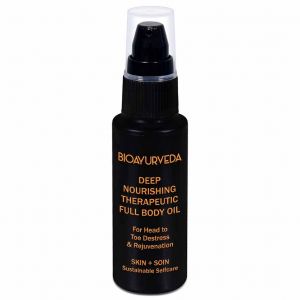 BIOAYURVEDA
DEEP
NOURISHING
THERAPEUTIC
FULL BODY OIL
For Head to
Toe Destress
& Rejuvenation
SKIN + SOIN
Sustainable Selfcare